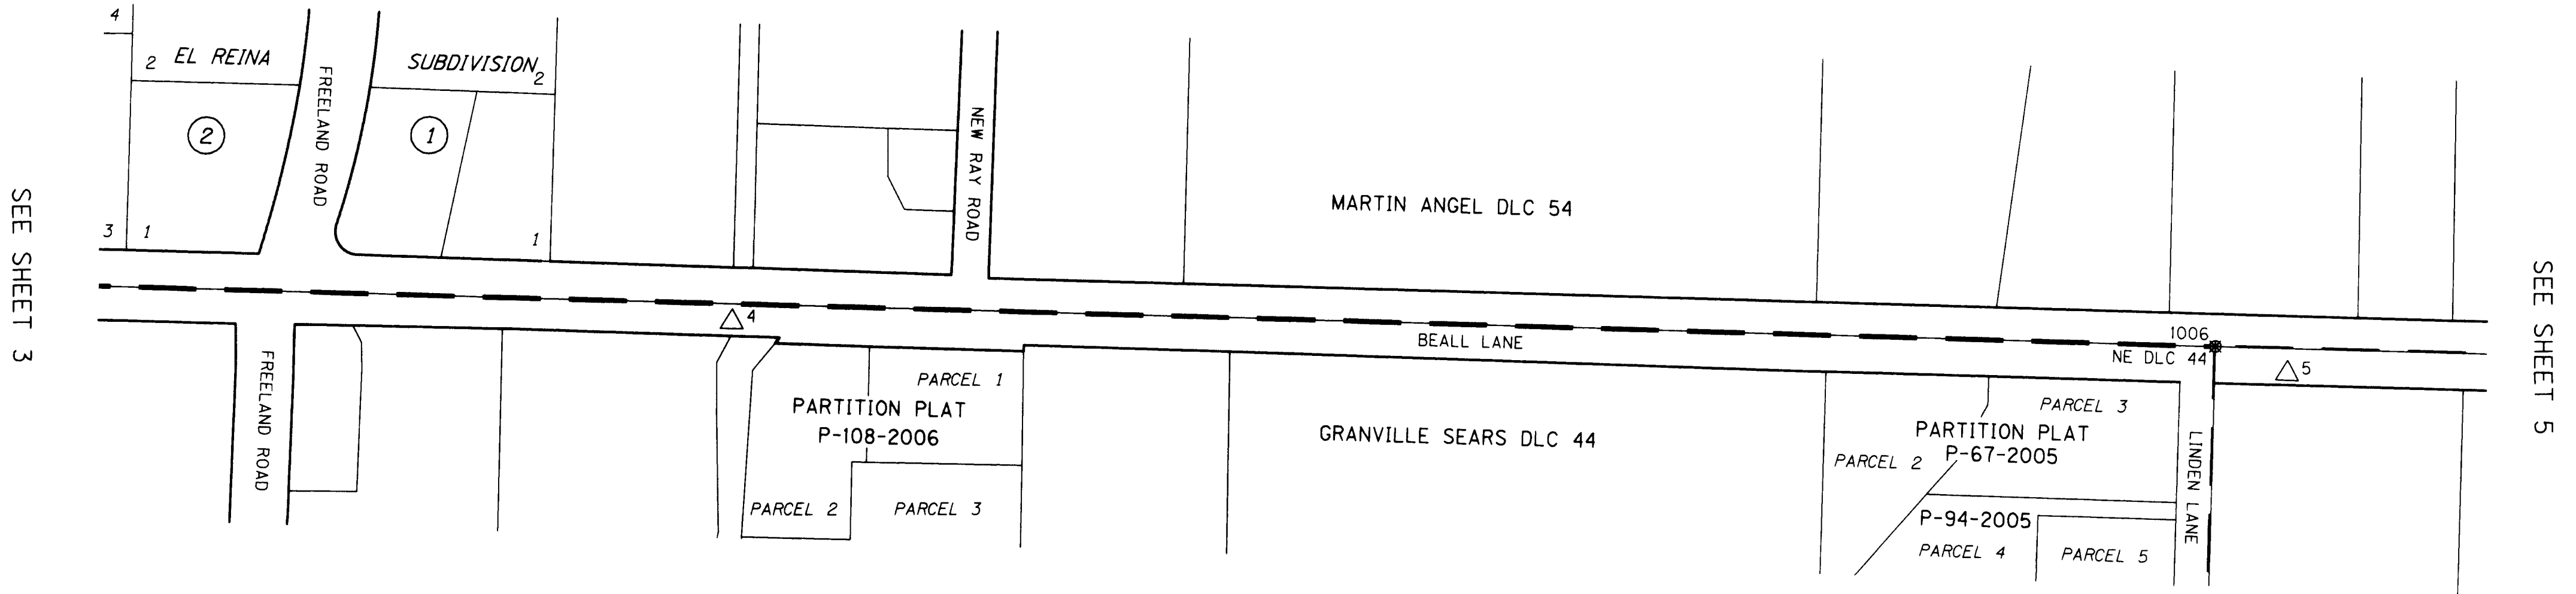 SEE SHEET 3
4
2 EL REINA
FREELAND ROAD
SUBDIVISION
2
2
1
3
1
1
NEW RAY ROAD
MARTIN ANGEL DLC 54
SEE SHEET 5
4
BEALL LANE
1006
NE DLC 44
5
FREELAND ROAD
PARCEL 1
PARTITION PLAT
P-108-2006
PARCEL 2
PARCEL 3
GRANVILLE SEARS DLC 44
PARCEL 3
PARTITION PLAT
P-67-2005
PARCEL 2
LINDEN LANE
P-94-2005
PARCEL 4
PARCEL 5